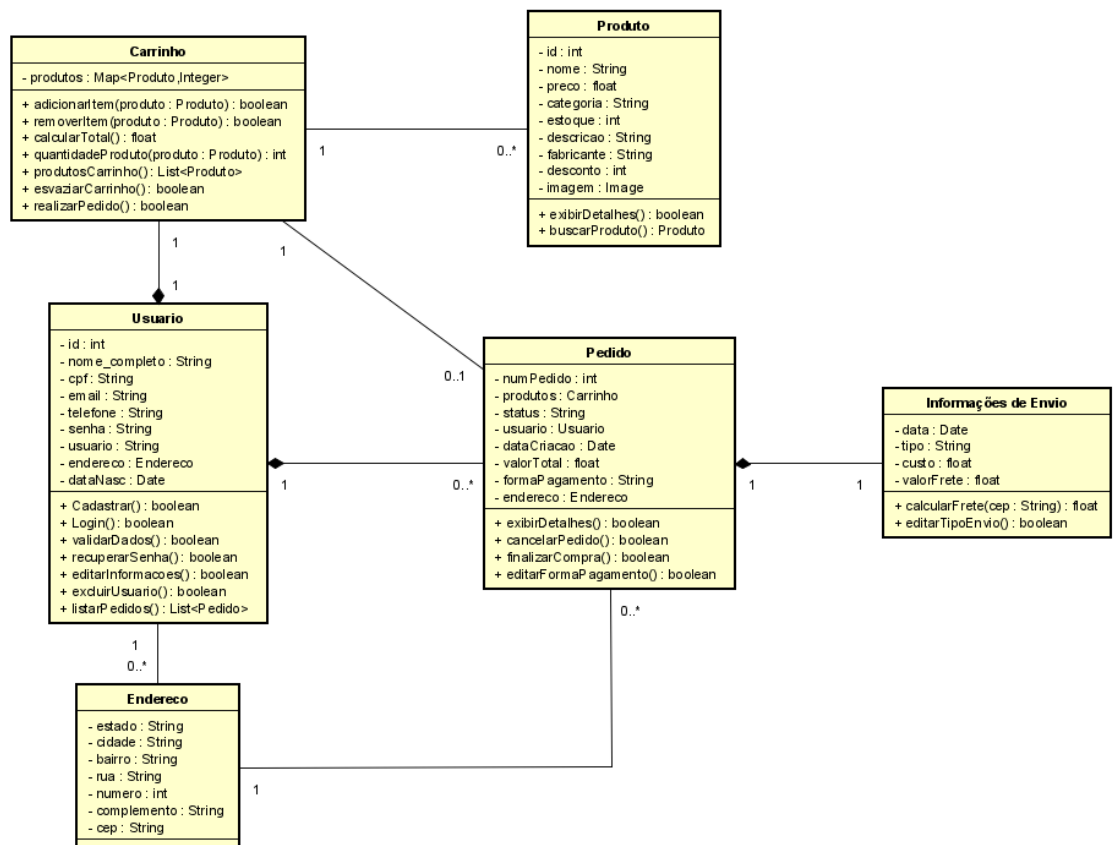 Carrinho
- produtos : Map<Produto,Integer>
+ adicionarItem(produto : Produto) : boolean
+ removerItem(produto : Produto) : boolean
+ calcularTotal() : float
+ quantidadeProduto(produto : Produto) : int
+ produtosCarrinho() : List<Produto>
+ esvaziarCarrinho() : boolean
+ realizarPedido() : boolean
Produto
- id : int
- nome : String
- preco : float
- categoria : String
- estoque : int
- descricao : String
- fabricante : String
- desconto : int
- imagem : Image
+ exibirDetalhes() : boolean
+ buscarProduto() : Produto
1
0..*
1
1
1
0..1
Usuario
- id : int
- nome_completo : String
- cpf : String
- email : String
- telefone : String
- senha : String
- usuario : String
- endereco : Endereco
- dataNasc : Date
+ Cadastrar() : boolean
+ Login() : boolean
+ validarDados() : boolean
+ recuperarSenha() : boolean
+ editarInformacoes() : boolean
+ excluirUsuario() : boolean
+ listarPedidos() : List<Pedido>
1
0..*
Pedido
- numPedido : int
- produtos : Carrinho
- status : String
- usuario : Usuario
- dataCriacao : Date
- valorTotal : float
- formaPagamento : String
- endereco : Endereco
+ exibirDetalhes() : boolean
+ cancelarPedido() : boolean
+ finalizarCompra() : boolean
+ editarFormaPagamento() : boolean
1
1
Informações de Envio
- data : Date
- tipo : String
- custo : float
- valorFrete : float
+ calcularFrete(cep : String) : float
+ editarTipoEnvio() : boolean
1
0..*
0..*
1
Endereco
- estado : String
- cidade : String
- bairro : String
- rua : String
- numero : int
- complemento : String
- cep : String